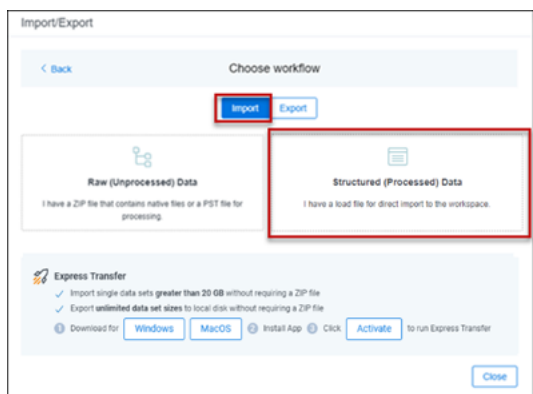 Import/Export
< Back
Choose workflow
Import Export
Raw (Unprocessed) Data
I have a ZIP file that contains native files or a PST file for
processing.
Structured (Processed) Data
I have a load file for direct import to the workspace.
Express Transfer
✓ Import single data sets greater than 20 GB without requiring a ZIP file
✓ Export unlimited data set sizes to local disk without requiring a ZIP file
1 Download for Windows MacOS 2 Install App 3 Click Activate to run Express Transfer
Close